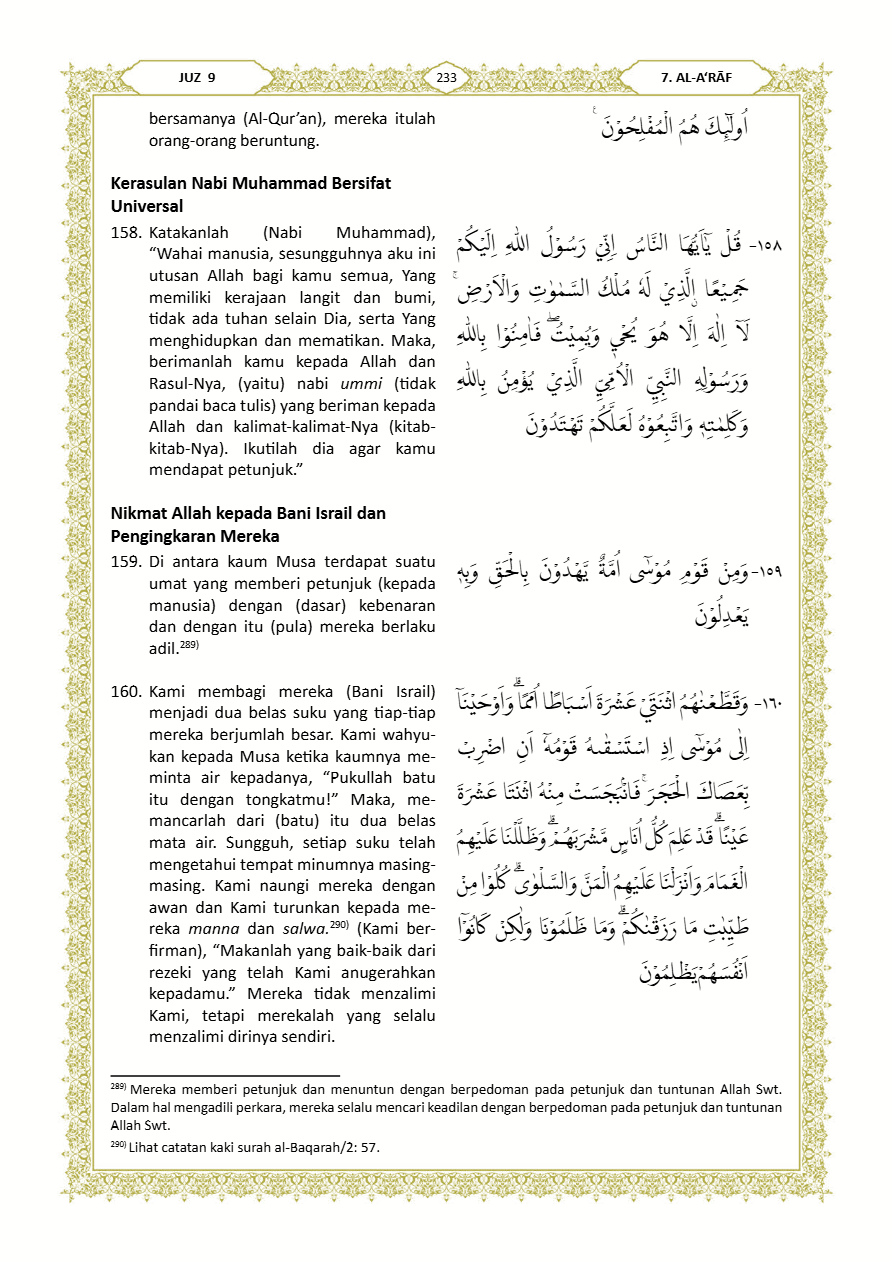 JUZ 9
233
7. AL-A‘RĀF
bersamanya (Al-Qur’an), mereka itulah
orang-orang beruntung.
اُولٰۤىِٕكَ هُمُ الْمُفْلِحُوْنَ ࣖ
Kerasulan Nabi Muhammad Bersifat
Universal
158. Katakanlah (Nabi Muhammad),
“Wahai manusia, sesungguhnya aku ini
utusan Allah bagi kamu semua, Yang
memiliki kerajaan langit dan bumi,
tidak ada tuhan selain Dia, serta Yang
menghidupkan dan mematikan. Maka,
berimanlah kamu kepada Allah dan
Rasul-Nya, (yaitu) nabi ummi (tidak
pandai baca tulis) yang beriman kepada
Allah dan kalimat-kalimat-Nya (kitab-
kitab-Nya). Ikutilah dia agar kamu
mendapat petunjuk.”
١٥٨- قُلْ يٰٓاَيُّهَا النَّاسُ اِنِّيْ رَسُوْلُ اللّٰهِ اِلَيْكُمْ
جَمِيْعًا ۨالَّذِيْ لَهٗ مُلْكُ السَّمٰوٰتِ وَالْاَرْضِۚ
لَآ اِلٰهَ اِلَّا هُوَ يُحْيٖ وَيُمِيْتُۖ فَاٰمِنُوْا بِاللّٰهِ
وَرَسُوْلِهِ النَّبِيِّ الْاُمِّيِّ الَّذِيْ يُؤْمِنُ بِاللّٰهِ
وَكَلِمٰتِهٖ وَاتَّبِعُوْهُ لَعَلَّكُمْ تَهْتَدُوْنَ
Nikmat Allah kepada Bani Israil dan
Pengingkaran Mereka
159. Di antara kaum Musa terdapat suatu
umat yang memberi petunjuk (kepada
manusia) dengan (dasar) kebenaran
dan dengan itu (pula) mereka berlaku
adil.289)
١٥٩- وَمِنْ قَوْمِ مُوْسٰٓى اُمَّةٌ يَّهْدُوْنَ بِالْحَقِّ وَبِهٖ
يَعْدِلُوْنَ
160. Kami membagi mereka (Bani Israil)
menjadi dua belas suku yang tiap-tiap
mereka berjumlah besar. Kami wahyu-
kan kepada Musa ketika kaumnya me-
minta air kepadanya, “Pukullah batu
itu dengan tongkatmu!” Maka, me-
mancarlah dari (batu) itu dua belas
mata air. Sungguh, setiap suku telah
mengetahui tempat minumnya masing-
masing. Kami naungi mereka dengan
awan dan Kami turunkan kepada me-
reka manna dan salwa.290) (Kami ber-
firman), “Makanlah yang baik-baik dari
rezeki yang telah Kami anugerahkan
kepadamu.” Mereka tidak menzalimi
Kami, tetapi merekalah yang selalu
menzalimi dirinya sendiri.
١٦٠- وَقَطَّعْنٰهُمُ اثْنَتَيْ عَشْرَةَ اَسْبَاطًا اُمَمًاۗ وَاَوْحَيْنَآ
اِلٰى مُوْسٰٓى اِذِ اسْتَسْقٰىهُ قَوْمُهٗٓ اَنِ اضْرِبْ
بِّعَصَاكَ الْحَجَرَۚ فَانْۢبَجَسَتْ مِنْهُ اثْنَتَا عَشْرَةَ
عَيْنًاۗ قَدْ عَلِمَ كُلُّ اُنَاسٍ مَّشْرَبَهُمْۗ وَظَلَّلْنَا عَلَيْهِمُ
الْغَمَامَ وَاَنْزَلْنَا عَلَيْهِمُ الْمَنَّ وَالسَّلْوٰىۗ كُلُوْا مِنْ
طَيِّبٰتِ مَا رَزَقْنٰكُمْۗ وَمَا ظَلَمُوْنَا وَلٰكِنْ كَانُوْٓا
اَنْفُسَهُمْ يَظْلِمُوْنَ
289) Mereka memberi petunjuk dan menuntun dengan berpedoman pada petunjuk dan tuntunan Allah Swt.
Dalam hal mengadili perkara, mereka selalu mencari keadilan dengan berpedoman pada petunjuk dan tuntunan
Allah Swt.
290) Lihat catatan kaki surah al-Baqarah/2: 57.